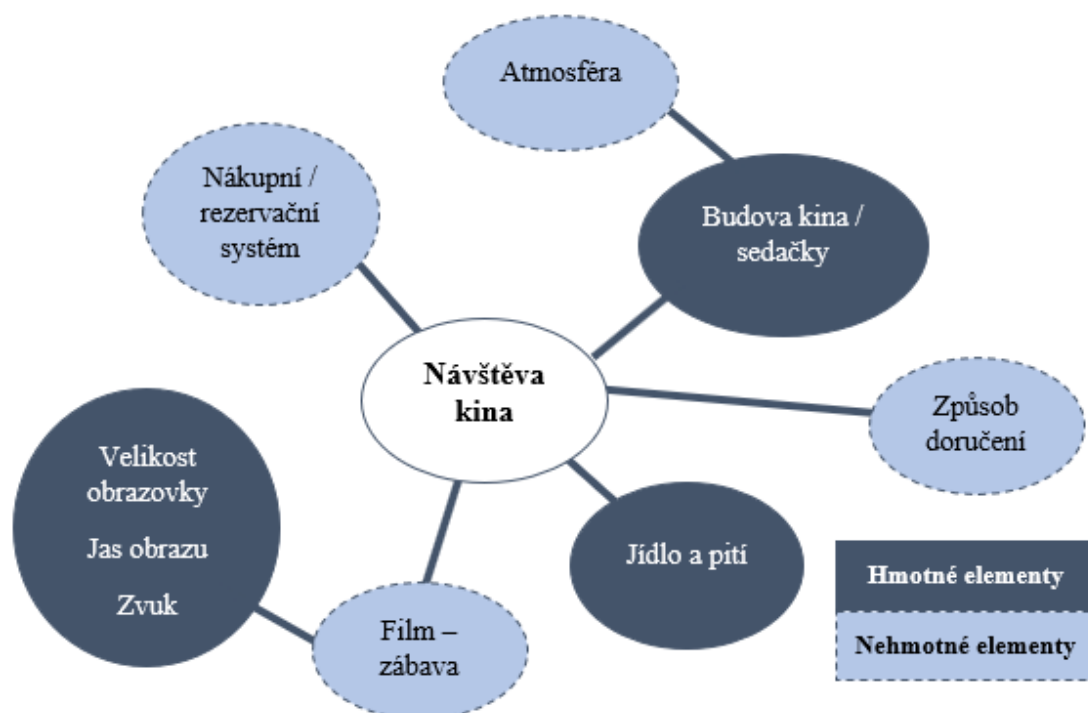 Atmosféra
Nákupní /
rezervační
systém
Budova kina /
sedačky
Návštěva
kina
Způsob
doručení
Velikost
obrazovky
Jas obrazu
Zvuk
Jídlo a pití
Film –
zábava
Hmotné elementy
Nehmotné elementy